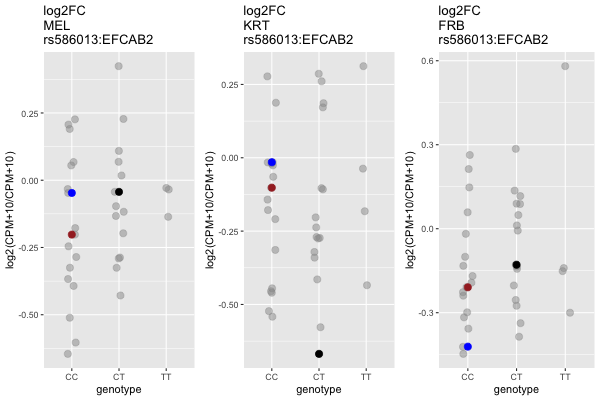 log2FC
MEL
rs586013:EFCAB2
log2(CPM+10/CPM+10)
0.25
0.00
-0.25
-0.50
CC
CT
TT
genotype
log2FC
KRT
rs586013:EFCAB2
log2(CPM+10/CPM+10)
0.25
0.00
-0.25
-0.50
CC
CT
TT
genotype
log2FC
FRB
rs586013:EFCAB2
log2(CPM+10/CPM+10)
0.6
0.3
0.0
-0.3
CC
CT
TT
genotype